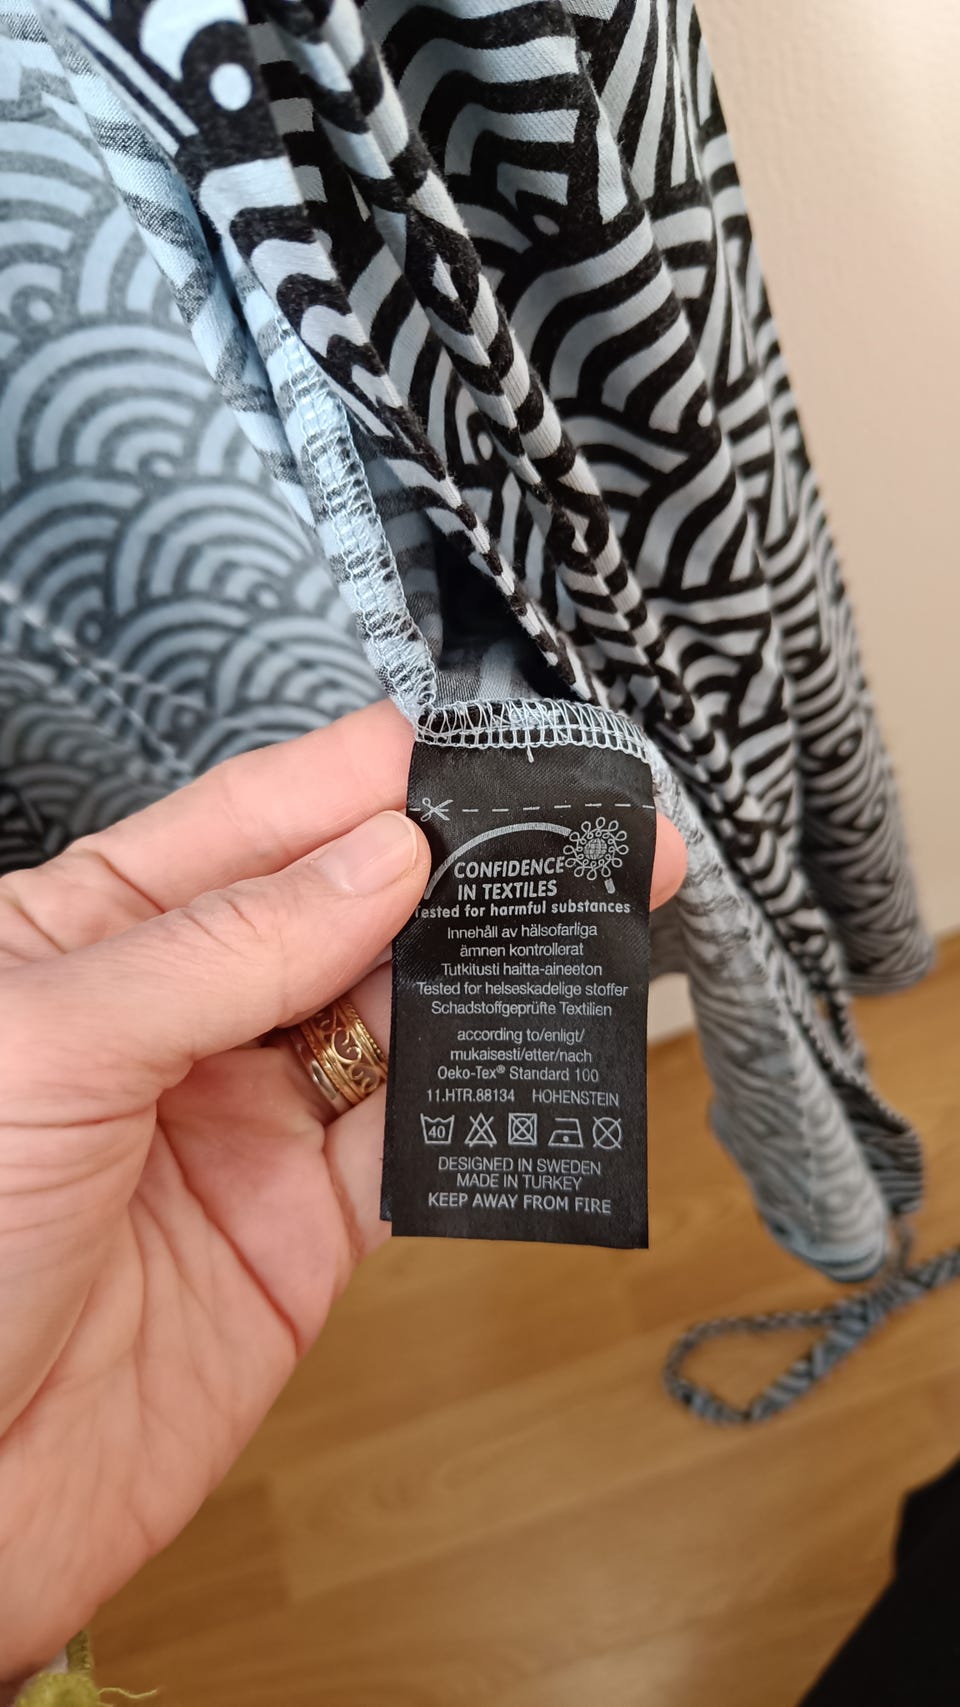 CONFIDENCE
IN TEXTILES
Tested for harmful substances
Innehåll av hälsofarliga
ämnen kontrollerat
Tutkitusti haitta-aineeton
Tested for helseskadelige stoffer
Schadstoffgeprüfte Textilien
according to/enligt/
mukaisesti/etter/nach
Oeko-Tex® Standard 100
11.HTR.88134 HOHENSTEIN
40
DESIGNED IN SWEDEN
MADE IN TURKEY
KEEP AWAY FROM FIRE